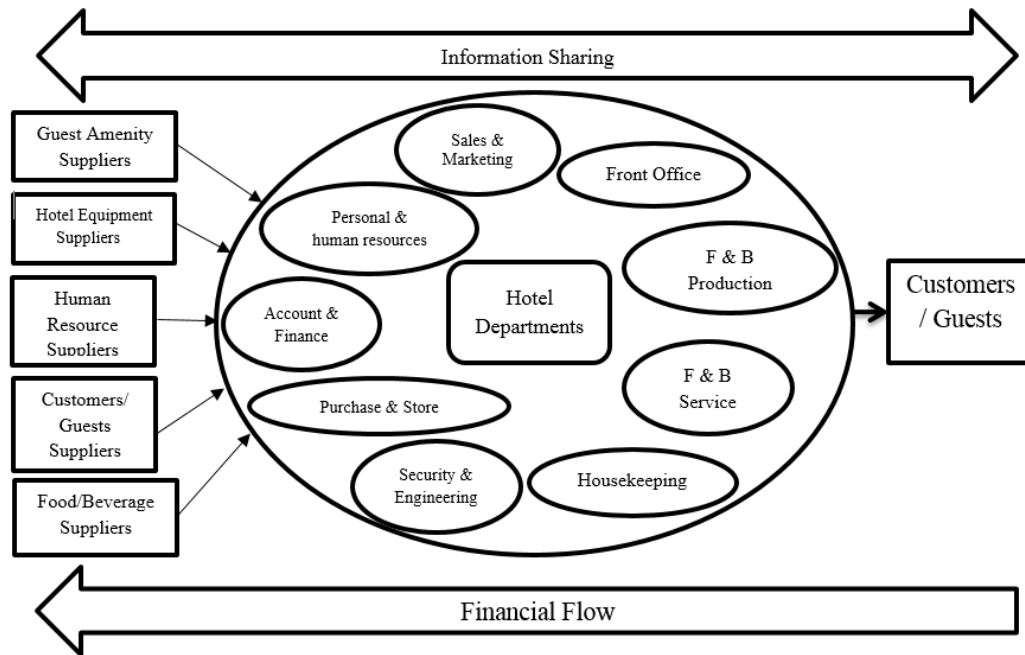 Information Sharing
Guest Amenity
Suppliers
Hotel Equipment
Suppliers
Human
Resource
Suppliers
Customers/
Guests
Suppliers
Food/Beverage
Suppliers
Sales &
Marketing
Front Office
Personal &
human resources
F & B
Production
Account &
Finance
Hotel
Departments
F & B
Service
Purchase & Store
Security &
Engineering
Housekeeping
Customers
/ Guests
Financial Flow